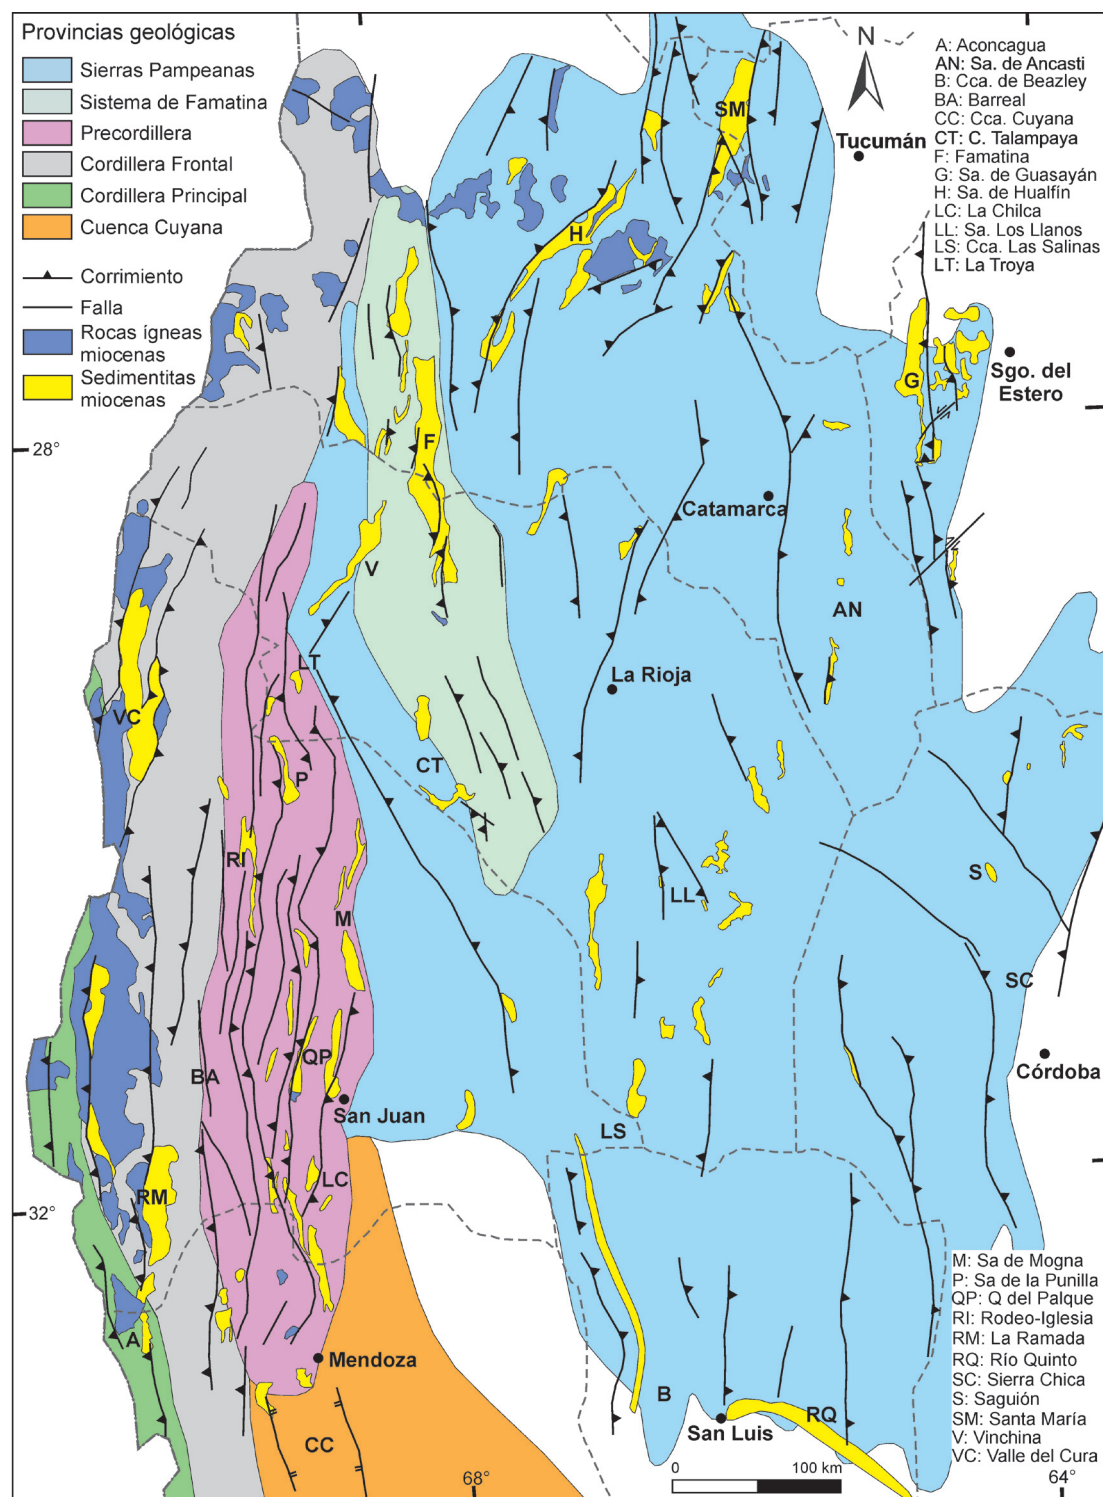 Provincias geológicas
Sierras Pampeanas
Sistema de Famatina
Precordillera
Cordillera Frontal
Cordillera Principal
Cuenca Cuyana
Corrimiento
Falla
Rocas ígneas
miocenas
Sedimentitas
miocenas
N
A: Aconcagua
AN: Sa. de Ancasti
B: Cca. de Beazley
BA: Barreal
CC: Cca. Cuyana
CT: C. Talampaya
F: Famatina
G: Sa. de Guasayán
H: Sa. de Hualfín
LC: La Chilca
LL: Sa. Los Llanos
LS: Cca. Las Salinas
LT: La Troya
SM
Tucumán
H
Sgo. del
Estero
G
F
28°
Catamarca
V
AN
LT
La Rioja
VC
CT
P
RI
S
LL
M
SC
QP
Córdoba
BA
San Juan
LS
LC
RM
32°
A
Mendoza
B
RQ
San Luis
CC
M: Sa de Mogna
P: Sa de la Punilla
QP: Q del Palque
RI: Rodeo-Iglesia
RM: La Ramada
RQ: Río Quinto
SC: Sierra Chica
S: Saguión
SM: Santa María
V: Vinchina
VC: Valle del Cura
0 100 km
68°
64°